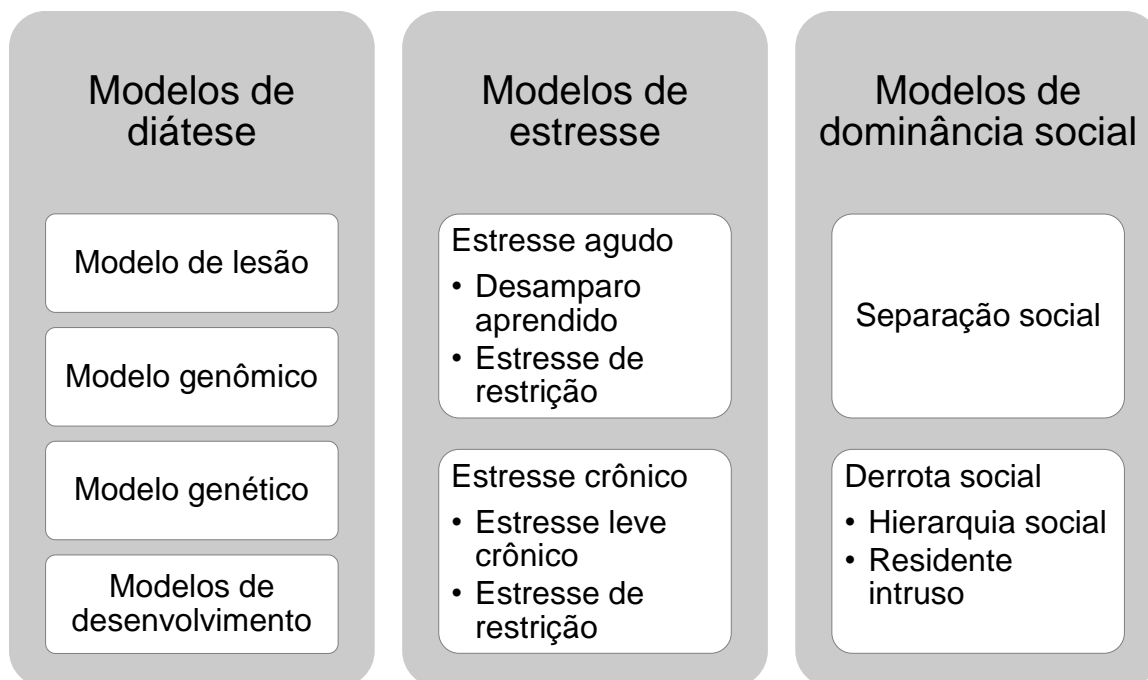 Modelos de
diátese
Modelo de lesão
Modelo genômico
Modelo genético
Modelos de
desenvolvimento
Modelos de
estresse
Estresse agudo
• Desamparo
aprendido
• Estresse de
restrição
Estresse crônico
• Estresse leve
crônico
• Estresse de
restrição
Modelos de
dominância social
Separação social
Derrota social
• Hierarquia social
• Residente
intruso